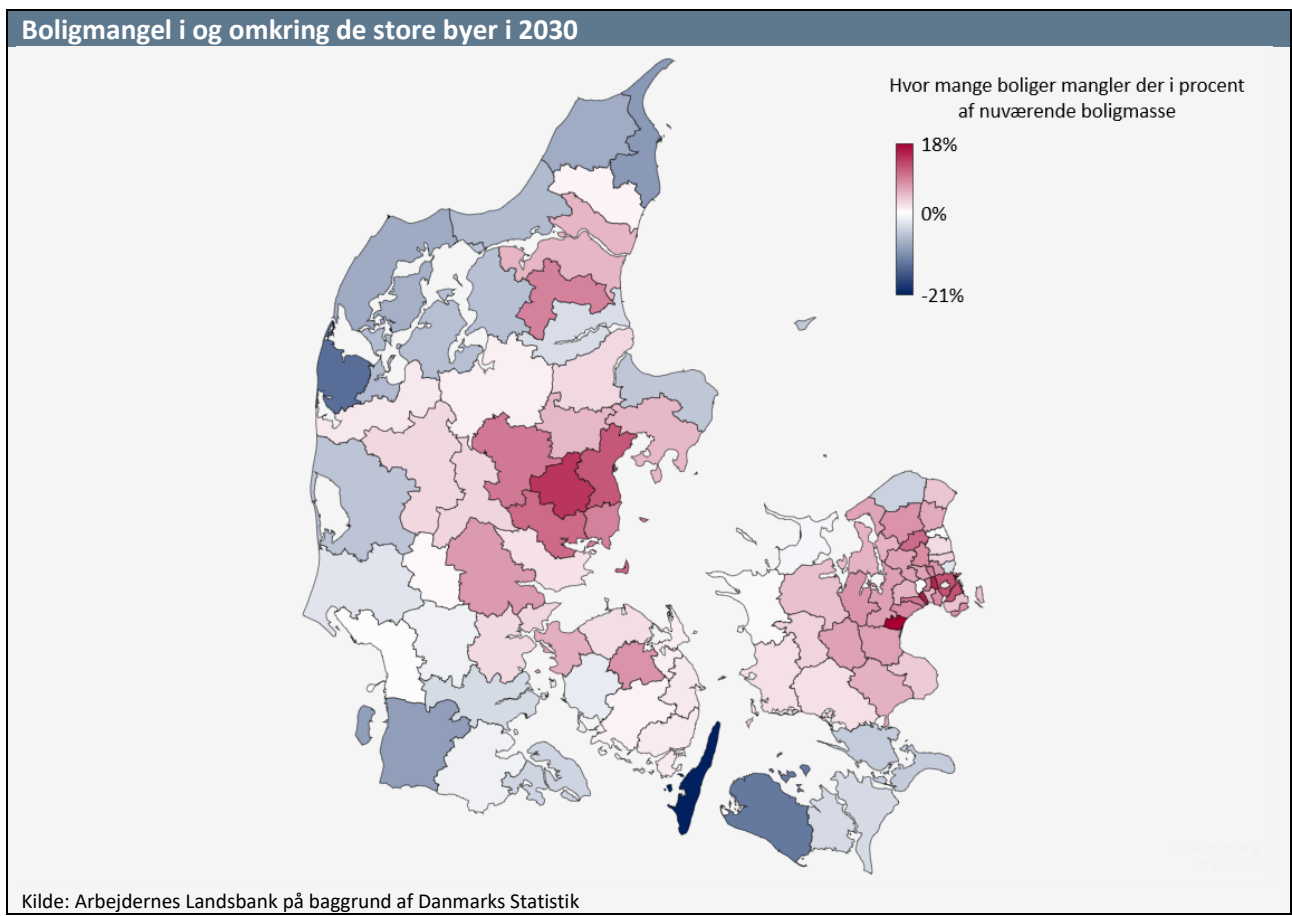 Boligmangel i og omkring de store byer i 2030
Hvor mange boliger mangler der i procent
af nuværende boligmasse
18%
0%
-21%
Kilde: Arbejdernes Landsbank på baggrund af Danmarks Statistik